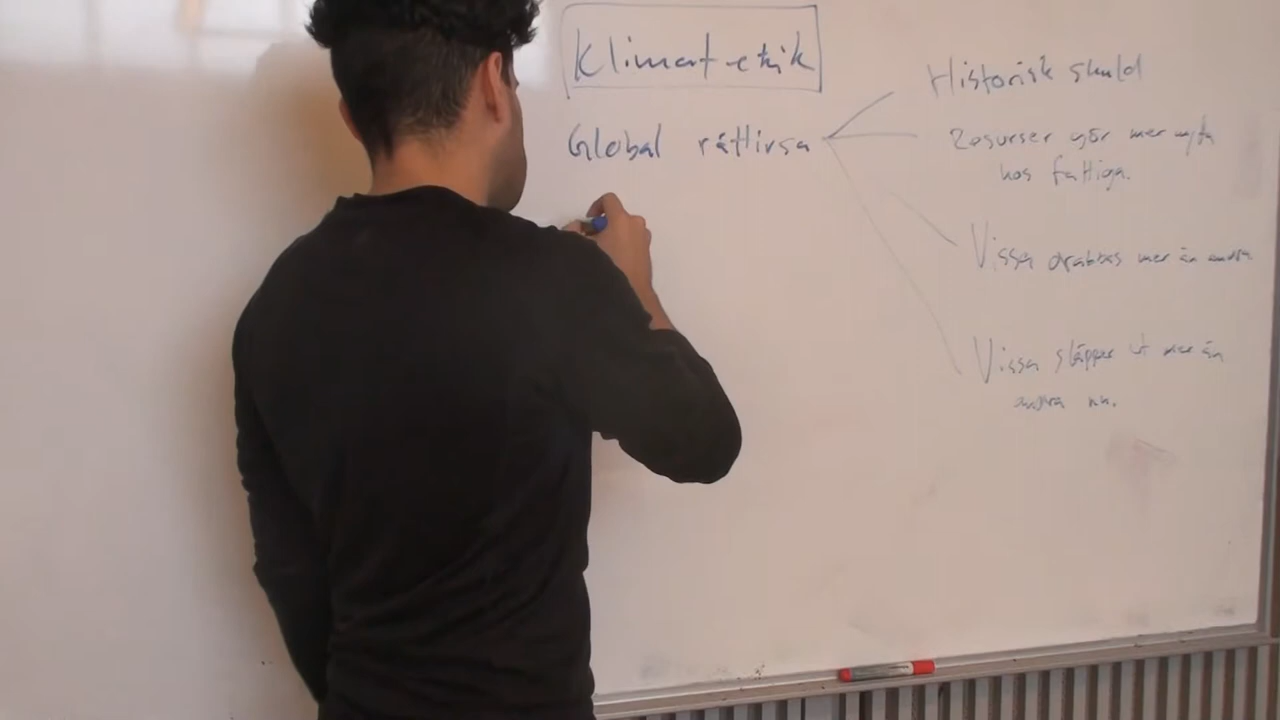 Klimat-etik
Global rättvisa
Historisk skuld
Resurser gör mer nytta
hos fattiga.
Vissa drabbas mer än andra
Vissa släpper ut mer än
andra nu.